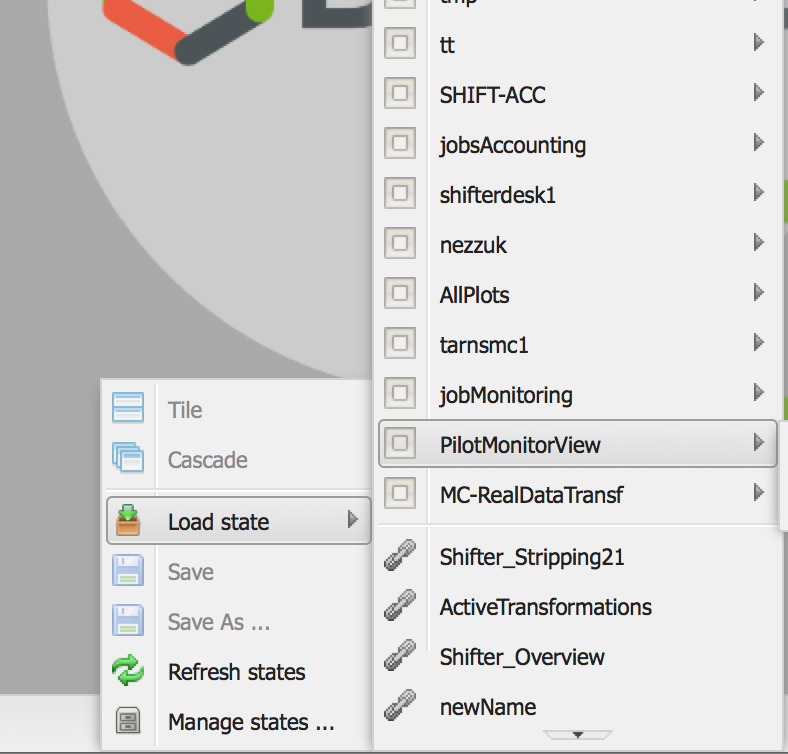 tmp
tt
SHIFT-ACC
jobsAccounting
shifterdesk1
nezzuk
AllPlots
tarnsmc1
jobMonitoring
PilotMonitorView
MC-RealDataTransf
Shifter_Stripping21
ActiveTransformations
Shifter_Overview
newName
Tile
Cascade
Load state
Save
Save As ...
Refresh states
Manage states ...